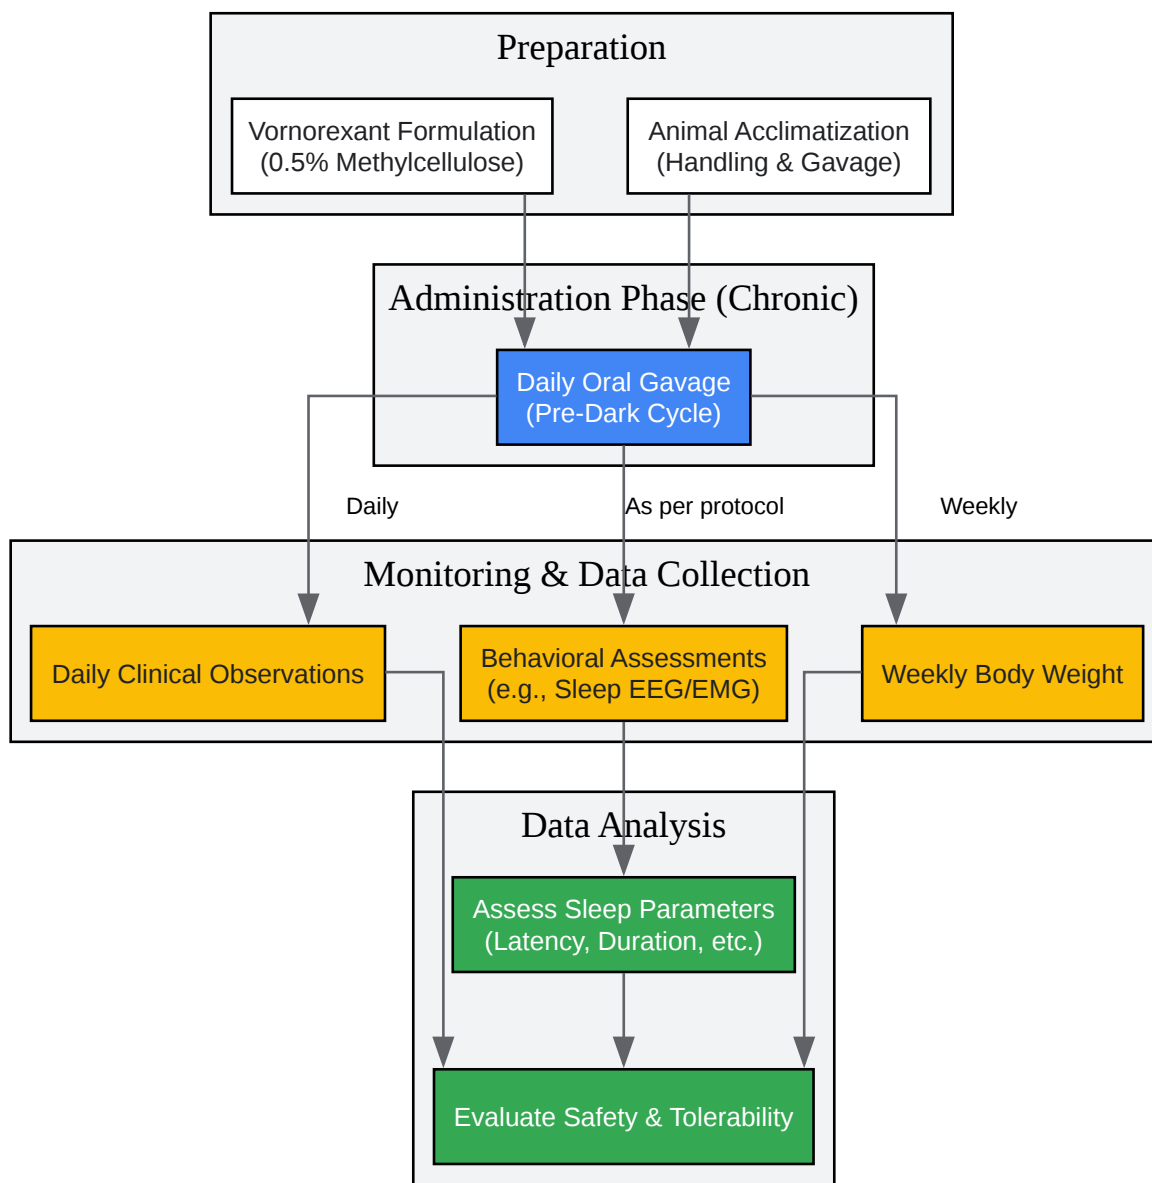 Preparation
Vornorexant Formulation
(0.5% Methylcellulose)
Animal Acclimatization
(Handling & Gavage)
Administration Phase (Chronic)
Daily Oral Gavage
(Pre-Dark Cycle)
Daily
As per protocol
Weekly
Monitoring & Data Collection
Daily Clinical Observations
Behavioral Assessments
(e.g., Sleep EEG/EMG)
Weekly Body Weight
Data Analysis
Assess Sleep Parameters
(Latency, Duration, etc.)
Evaluate Safety & Tolerability